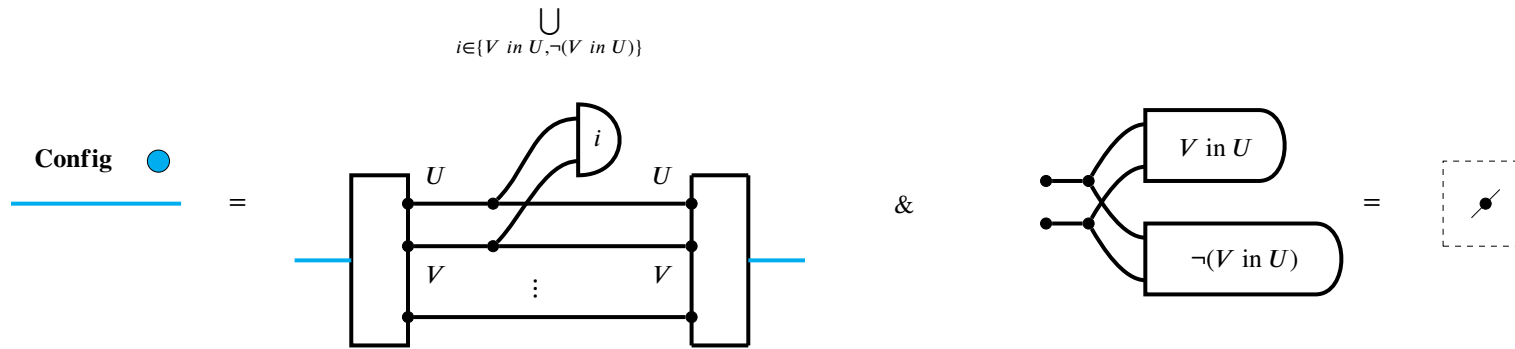 ⋃
i∈{V in U,¬(V in U)}
Config
=
i
U
U
V
V
⋮
&
V in U
¬(V in U)
=